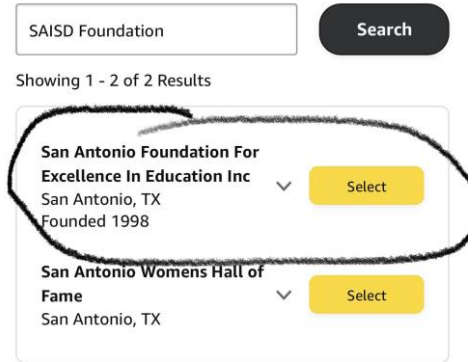 SAISD Foundation
Search
Showing 1 - 2 of 2 Results
San Antonio Foundation For
Excellence In Education Inc
San Antonio, TX
Founded 1998
Select
San Antonio Womens Hall of
Fame
San Antonio, TX
Select